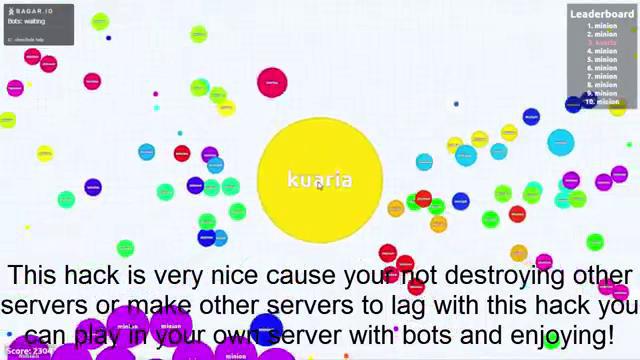 BAGAR.IO
Bots: waiting
Leaderboard
1. minion
2. minion
3. kuaria
4. minion
5. minion
6. minion
7. minion
8. minion
9. minion
10. minion
kuaria
This hack is very nice cause your not destroying other
servers or make other servers to lag with this hack you
can play in your own server with bots and enjoying!
minion
minion
minion
minion
Score: 2304